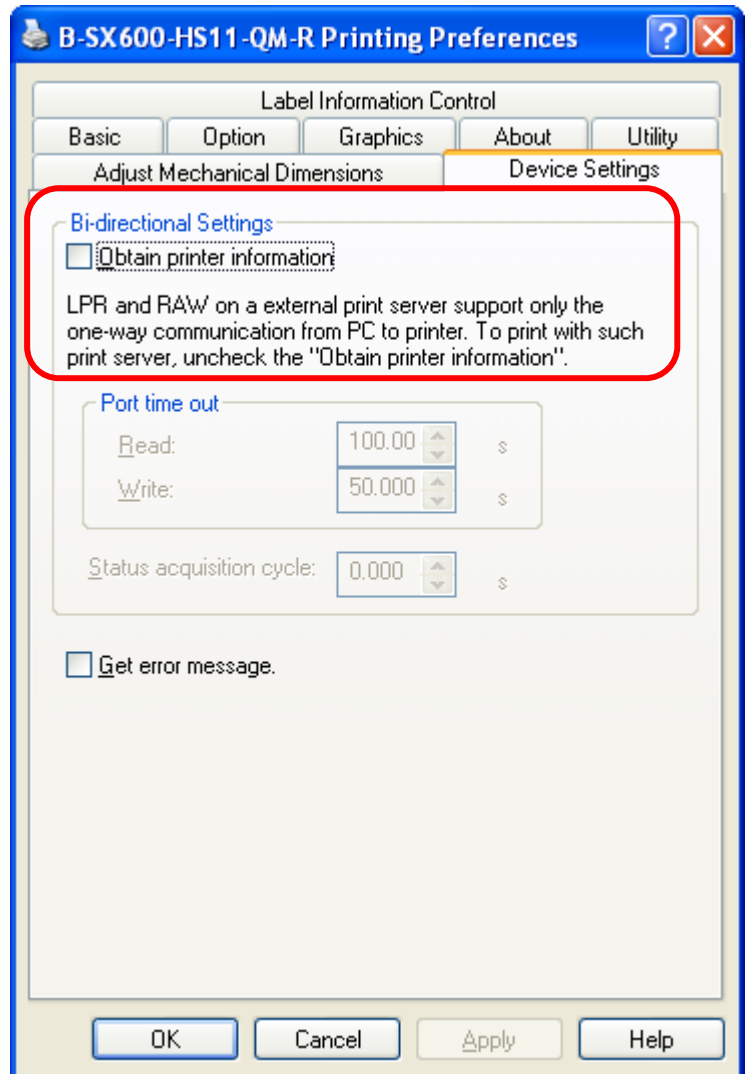 B-SX600-HS11-QM-R Printing Preferences
Label Information Control
Basic Option Graphics About Utility
Adjust Mechanical Dimensions Device Settings
Bi-directional Settings
Obtain printer information
LPR and RAW on a external print server support only the
one-way communication from PC to printer. To print with such
print server, uncheck the "Obtain printer information".
Port time out
Read: 100.00 s
Write: 50.000 s
Status acquisition cycle: 0.000 s
Get error message.
OK Cancel Apply Help